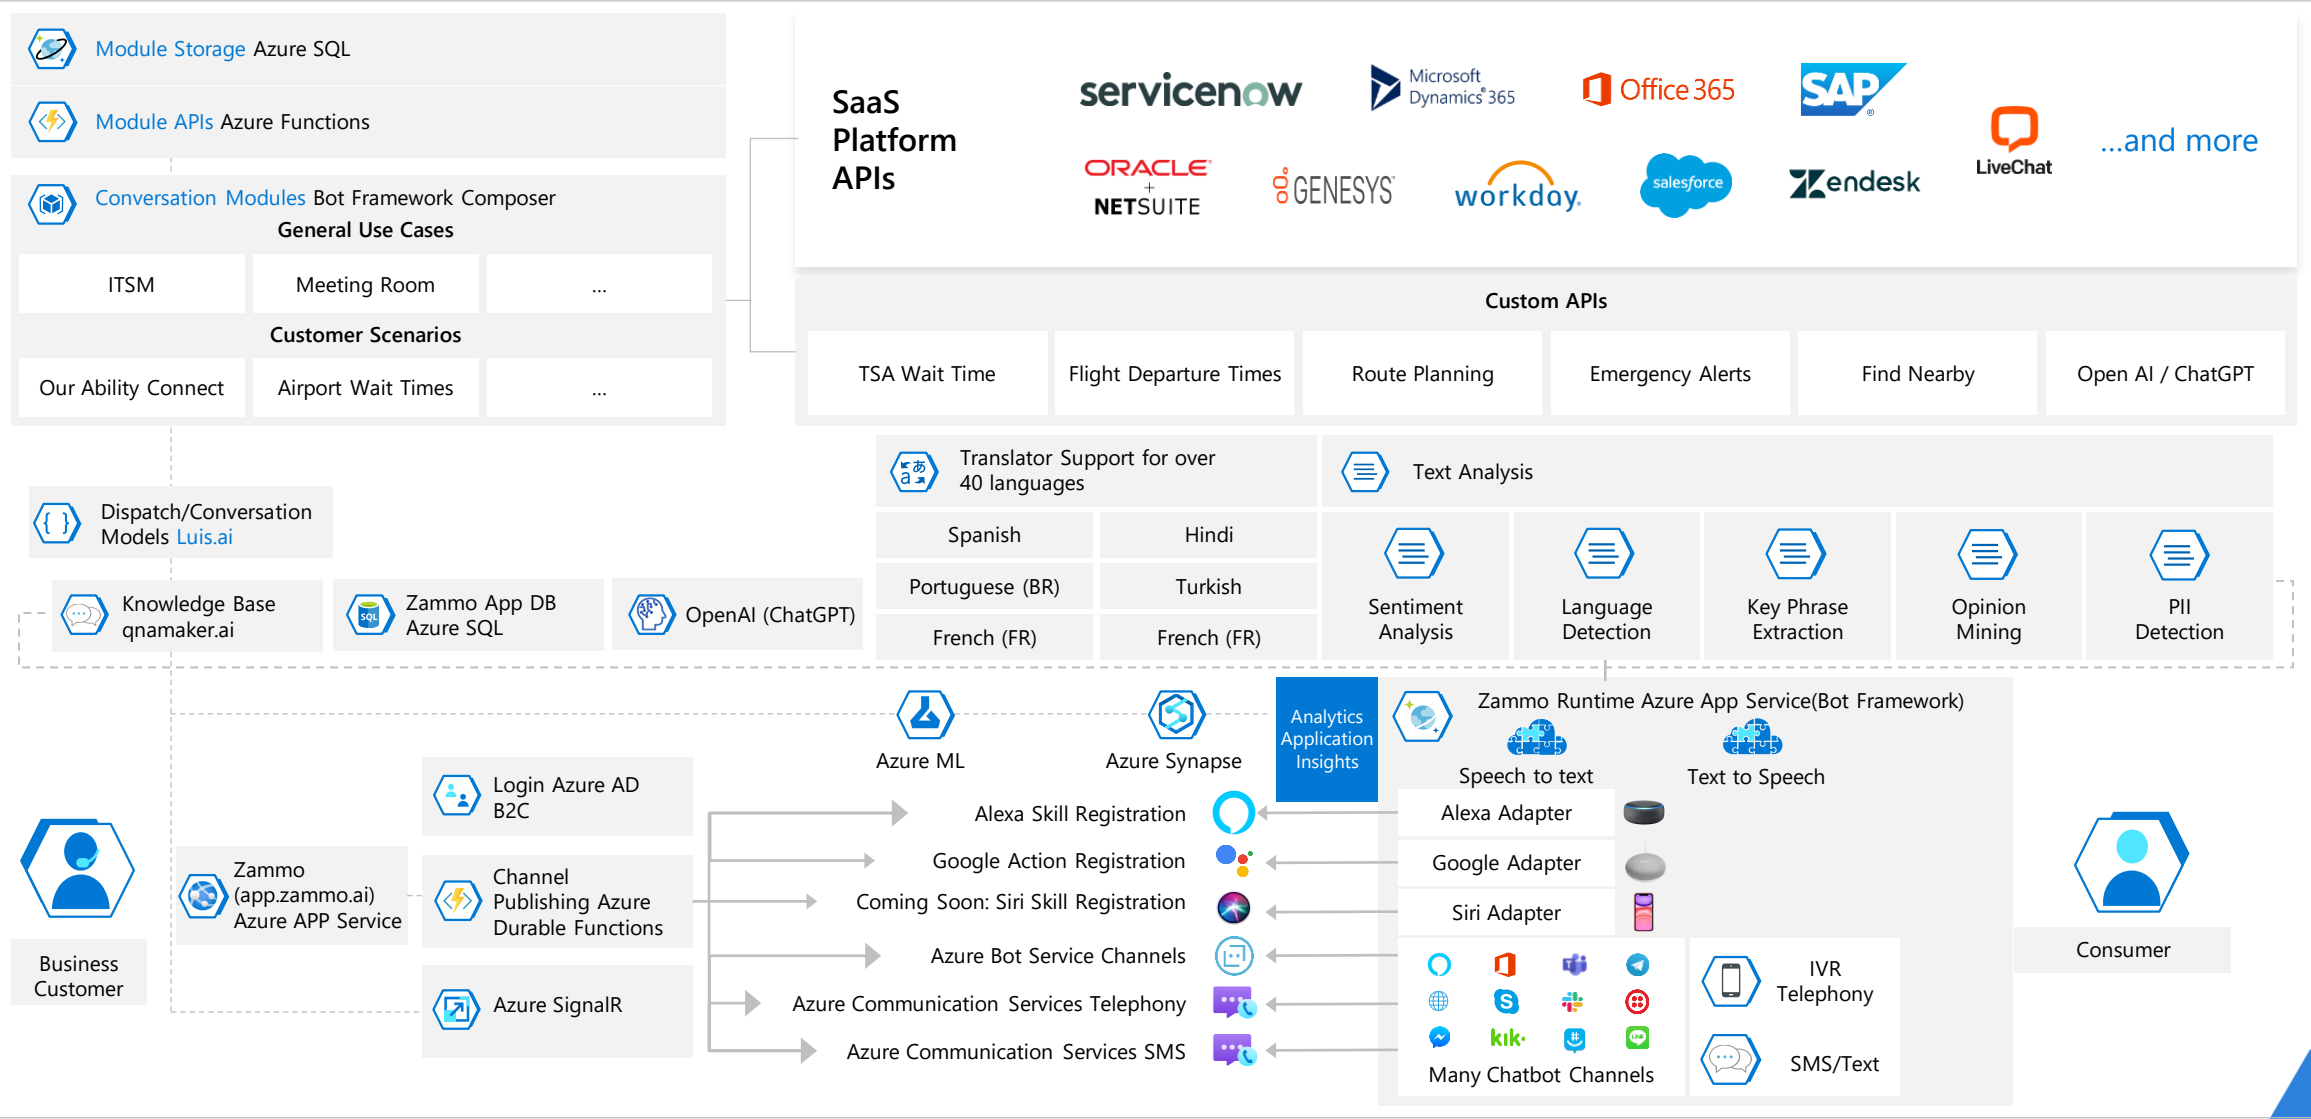 Module Storage Azure SQL
Module APIs Azure Functions
Conversation Modules Bot Framework Composer
General Use Cases
ITSM
Meeting Room
...
Customer Scenarios
Our Ability Connect
Airport Wait Times
...
SaaS
Platform
APIs
servicenow
Microsoft
Dynamics 365
Office 365
SAP
®
LiveChat
...and more
ORACLE
+
NETSUITE
GENESYS
workday.
salesforce
Zendesk
Custom APIs
TSA Wait Time
Flight Departure Times
Route Planning
Emergency Alerts
Find Nearby
Open AI / ChatGPT
Dispatch/Conversation
Models Luis.ai
Knowledge Base
qnamaker.ai
SQL
Zammo App DB
Azure SQL
OpenAI (ChatGPT)
あ
a
Translator Support for over
40 languages
Spanish
Hindi
Portuguese (BR)
Turkish
French (FR)
French (FR)
Text Analysis
Sentiment
Analysis
Language
Detection
Key Phrase
Extraction
Opinion
Mining
PII
Detection
Azure ML
Azure Synapse
Analytics
Application
Insights
Zammo Runtime Azure App Service(Bot Framework)
Speech to text
Text to Speech
Login Azure AD
B2C
Zammo
(app.zammo.ai)
Azure APP Service
Channel
Publishing Azure
Durable Functions
Azure SignalR
Business
Customer
Alexa Skill Registration
Google Action Registration
Coming Soon: Siri Skill Registration
Azure Bot Service Channels
Azure Communication Services Telephony
Azure Communication Services SMS
Alexa Adapter
Google Adapter
Siri Adapter
kik·
LINE
Many Chatbot Channels
IVR
Telephony
SMS/Text
Consumer